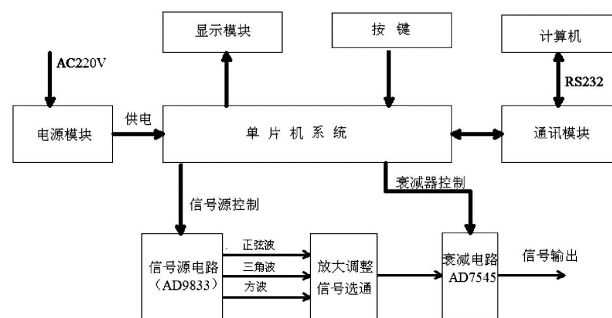 显示模块
按 键
计算机
AC220V
RS232
电源模块
供电
单 片 机 系 统
通讯模块
信号源控制
衰减器控制
信号源电路
(AD9833)
正弦波
三角波
方波
放大调整
信号选通
衰减电路
AD7545
信号输出